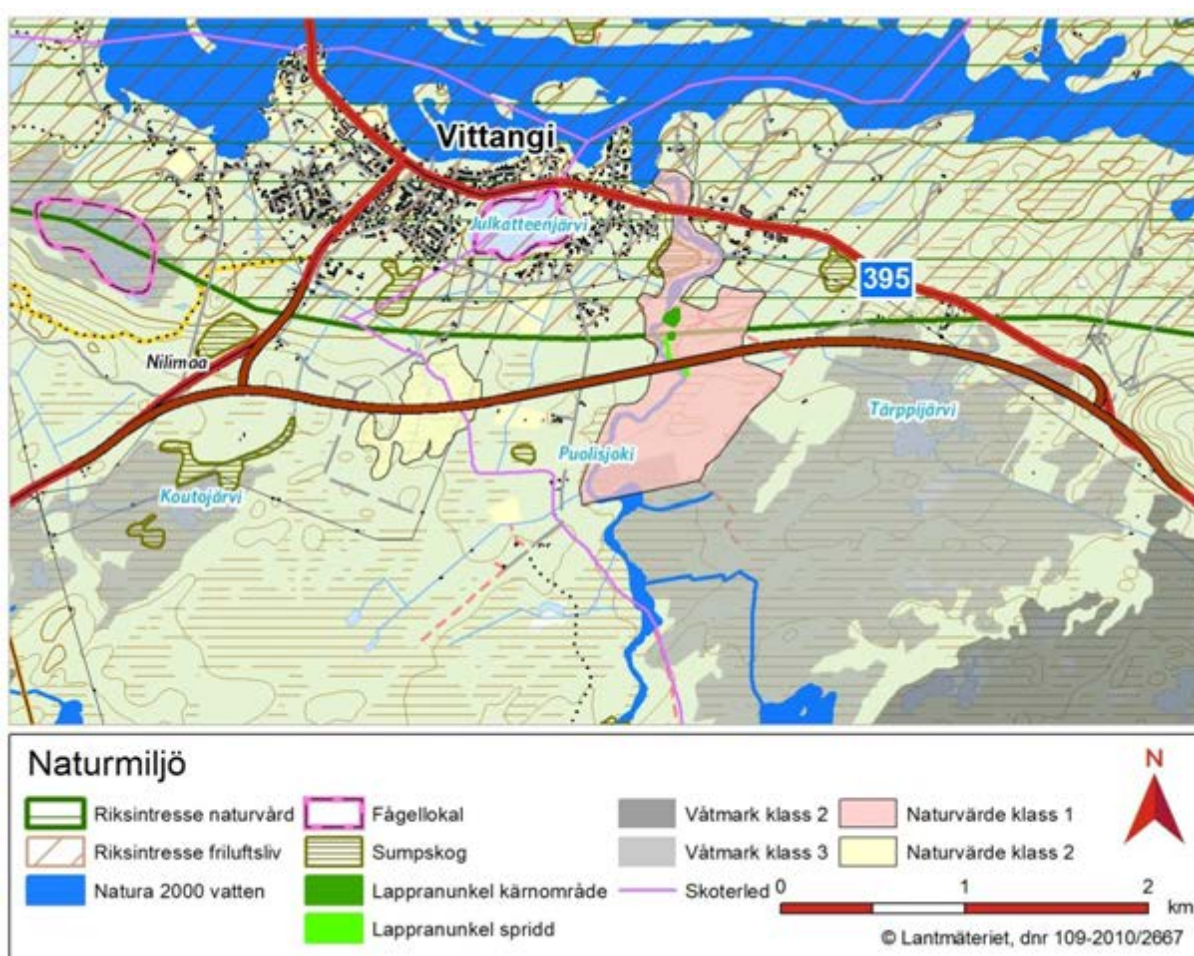 Vittangi
Julkatteenjärvi
395
Nilimaa
Tärppijärvi
Puolisjoki
Koutojärvi
Naturmiljö
N
Riksintresse naturvård
Fågellokal
Våtmark klass 2
Naturvärde klass 1
Riksintresse friluftsliv
Sumpskog
Våtmark klass 3
Naturvärde klass 2
Natura 2000 vatten
Lappranunkel kärnområde
Skoterled
0 1 2
km
Lappranunkel spridd
© Lantmäteriet, dnr 109-2010/2667